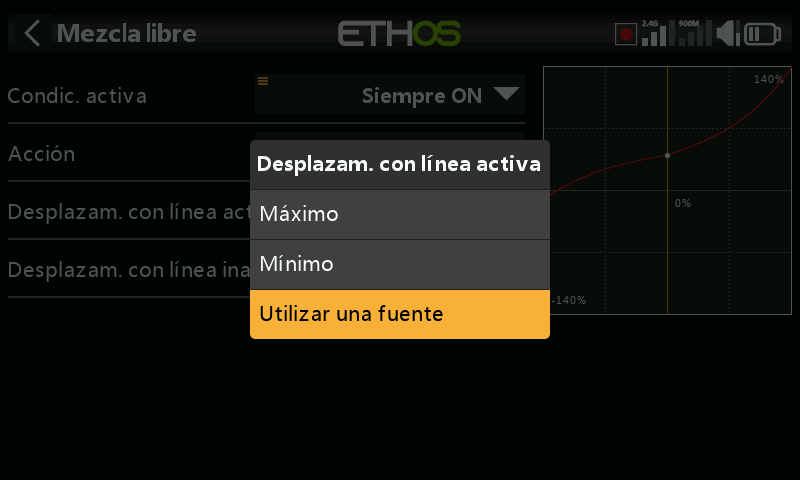 Mezcla libre
ETHOS
2.4G
900M
Condic. activa
Siempre ON
140%
Acción
Desplazam. con línea activa
Máximo
Desplazam. con línea act
0%
Mínimo
Desplazam. con línea ina
-140%
Utilizar una fuente